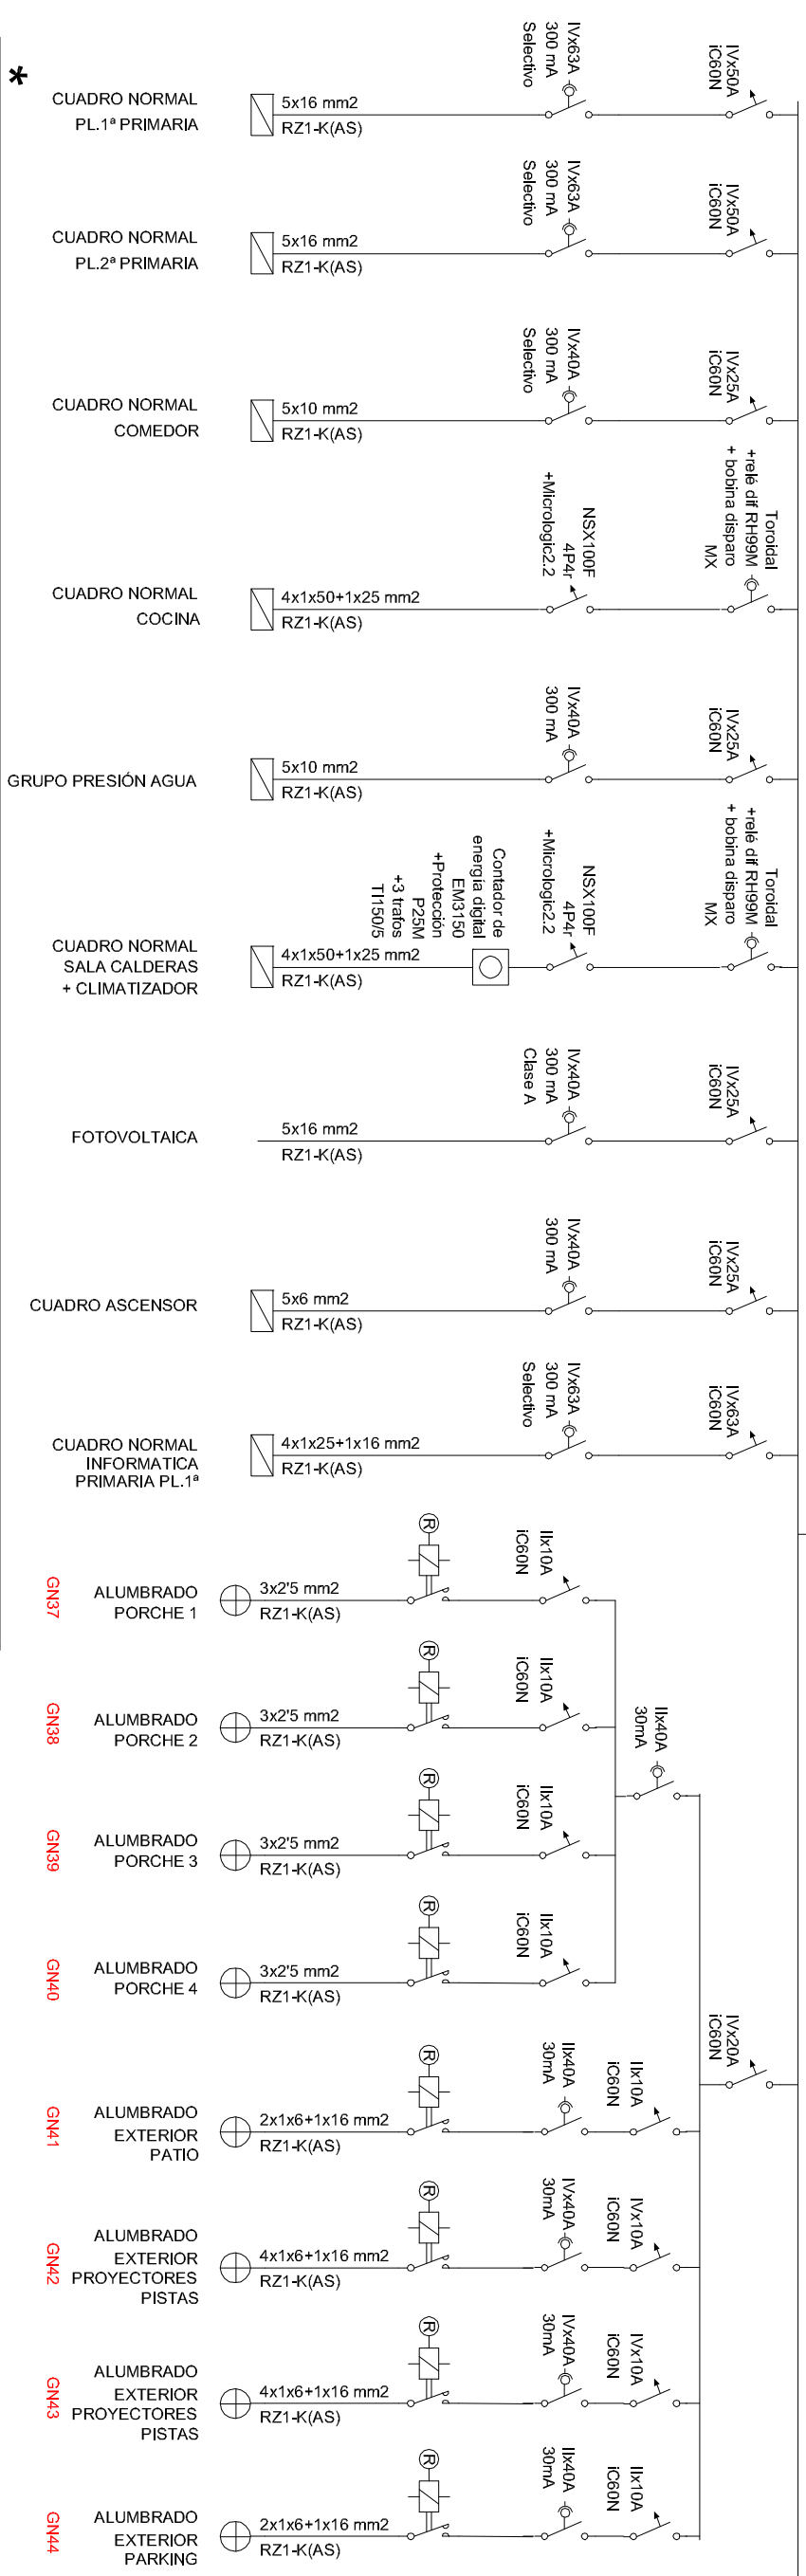 *
CUADRO NORMAL
PL.1ª PRIMARIA
5x16 mm2
RZ1-K(AS)
IVx63A
300 mA
Selectivo
IVx50A
iC60N
CUADRO NORMAL
PL.2ª PRIMARIA
5x16 mm2
RZ1-K(AS)
IVx63A
300 mA
Selectivo
IVx50A
iC60N
CUADRO NORMAL
COMEDOR
5x10 mm2
RZ1-K(AS)
IVx40A
300 mA
Selectivo
IVx25A
iC60N
CUADRO NORMAL
COCINA
4x1x50+1x25 mm2
RZ1-K(AS)
NSX100F
4P4r
+Micrologic2.2
Toroidal
+relé dif RH99M
+ bobina disparo
MX
GRUPO PRESIÓN AGUA
5x10 mm2
RZ1-K(AS)
IVx40A
300 mA
IVx25A
iC60N
CUADRO NORMAL
SALA CALDERAS
+ CLIMATIZADOR
4x1x50+1x25 mm2
RZ1-K(AS)
Contador de
energía digital
EM3150
+Protección
P25M
+3 trafos
TI150/5
NSX100F
4P4r
+Micrologic2.2
Toroidal
+relé dif RH99M
+ bobina disparo
MX
FOTOVOLTAICA
5x16 mm2
RZ1-K(AS)
IVx40A
300 mA
Clase A
IVx25A
iC60N
CUADRO ASCENSOR
5x6 mm2
RZ1-K(AS)
IVx40A
300 mA
IVx25A
iC60N
CUADRO NORMAL
INFORMATICA
PRIMARIA PL.1ª
4x1x25+1x16 mm2
RZ1-K(AS)
IVx63A
300 mA
Selectivo
IVx63A
iC60N
GN37
ALUMBRADO
PORCHE 1
3x2'5 mm2
RZ1-K(AS)
R
IIx10A
iC60N
GN38
ALUMBRADO
PORCHE 2
3x2'5 mm2
RZ1-K(AS)
R
IIx10A
iC60N
IIx40A
30mA
GN39
ALUMBRADO
PORCHE 3
3x2'5 mm2
RZ1-K(AS)
R
IIx10A
iC60N
GN40
ALUMBRADO
PORCHE 4
3x2'5 mm2
RZ1-K(AS)
R
IIx10A
iC60N
IVx20A
iC60N
GN41
ALUMBRADO
EXTERIOR
PATIO
2x1x6+1x16 mm2
RZ1-K(AS)
R
IIx40A
30mA
IIx10A
iC60N
GN42
ALUMBRADO
EXTERIOR
PROYECTORES
PISTAS
4x1x6+1x16 mm2
RZ1-K(AS)
R
IVx40A
30mA
IVx10A
iC60N
GN43
ALUMBRADO
EXTERIOR
PROYECTORES
PISTAS
4x1x6+1x16 mm2
RZ1-K(AS)
R
IVx40A
30mA
IVx10A
iC60N
GN44
ALUMBRADO
EXTERIOR
PARKING
2x1x6+1x16 mm2
RZ1-K(AS)
R
IIx40A
30mA
IIx10A
iC60N